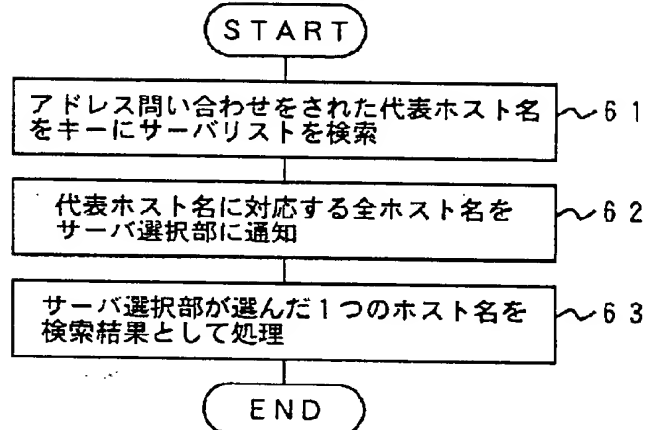 START
アドレス問い合わせをされた代表ホスト名
をキーにサーバリストを検索
61
代表ホスト名に対応する全ホスト名を
サーバ選択部に通知
62
サーバ選択部が選んだ1つのホスト名を
検索結果として処理
63
END